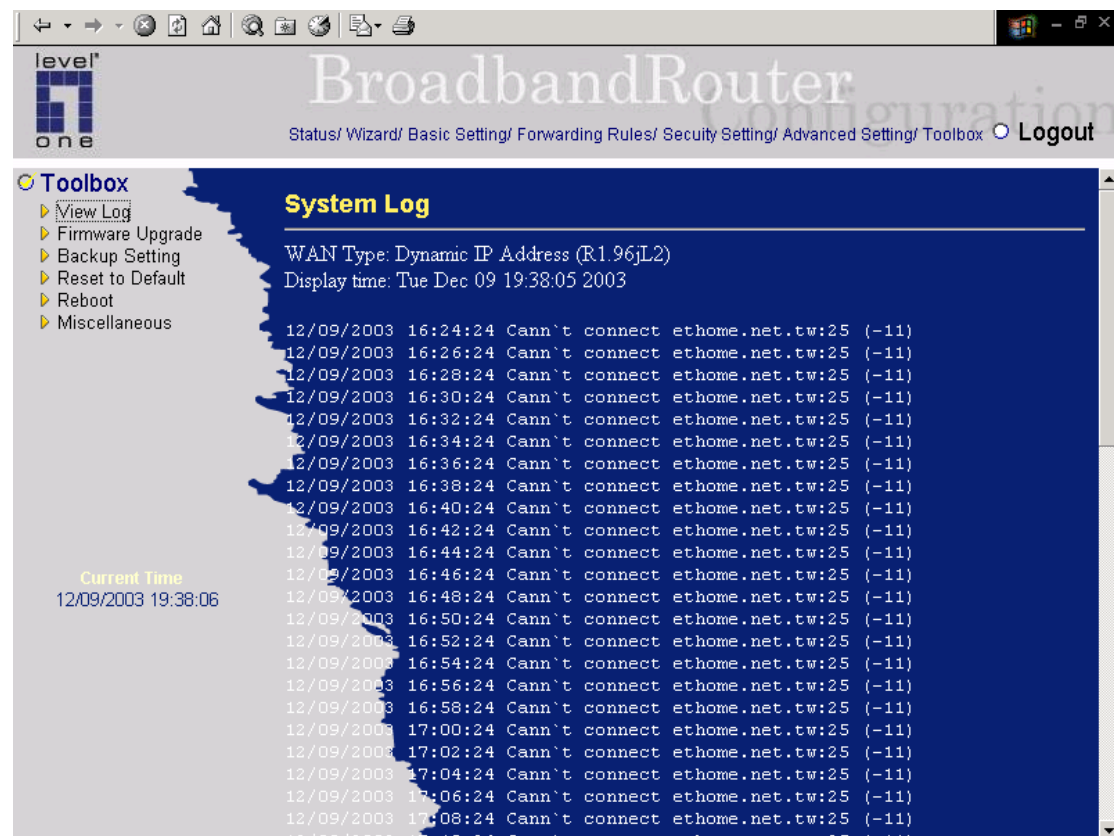 level
one
BroadbandRouter
Configuration
Status/ Wizard/ Basic Setting/ Forwarding Rules/ Secuity Setting/ Advanced Setting/ Toolbox Logout
Toolbox
View Log
Firmware Upgrade
Backup Setting
Reset to Default
Reboot
Miscellaneous
Current Time
12/09/2003 19:38:06
System Log
WAN Type: Dynamic IP Address (R1.96jL2)
Display time: Tue Dec 09 19:38:05 2003
12/09/2003 16:24:24 Cann`t connect ethome.net.tw:25 (-11)
12/09/2003 16:26:24 Cann`t connect ethome.net.tw:25 (-11)
12/09/2003 16:28:24 Cann`t connect ethome.net.tw:25 (-11)
12/09/2003 16:30:24 Cann`t connect ethome.net.tw:25 (-11)
12/09/2003 16:32:24 Cann`t connect ethome.net.tw:25 (-11)
12/09/2003 16:34:24 Cann`t connect ethome.net.tw:25 (-11)
12/09/2003 16:36:24 Cann`t connect ethome.net.tw:25 (-11)
12/09/2003 16:38:24 Cann`t connect ethome.net.tw:25 (-11)
12/09/2003 16:40:24 Cann`t connect ethome.net.tw:25 (-11)
12/09/2003 16:42:24 Cann`t connect ethome.net.tw:25 (-11)
12/09/2003 16:44:24 Cann`t connect ethome.net.tw:25 (-11)
12/09/2003 16:46:24 Cann`t connect ethome.net.tw:25 (-11)
12/09/2003 16:48:24 Cann`t connect ethome.net.tw:25 (-11)
12/09/2003 16:50:24 Cann`t connect ethome.net.tw:25 (-11)
12/09/2003 16:52:24 Cann`t connect ethome.net.tw:25 (-11)
12/09/2003 16:54:24 Cann`t connect ethome.net.tw:25 (-11)
12/09/2003 16:56:24 Cann`t connect ethome.net.tw:25 (-11)
12/09/2003 16:58:24 Cann`t connect ethome.net.tw:25 (-11)
12/09/2003 17:00:24 Cann`t connect ethome.net.tw:25 (-11)
12/09/2003 17:02:24 Cann`t connect ethome.net.tw:25 (-11)
12/09/2003 17:04:24 Cann`t connect ethome.net.tw:25 (-11)
12/09/2003 17:06:24 Cann`t connect ethome.net.tw:25 (-11)
12/09/2003 17:08:24 Cann`t connect ethome.net.tw:25 (-11)